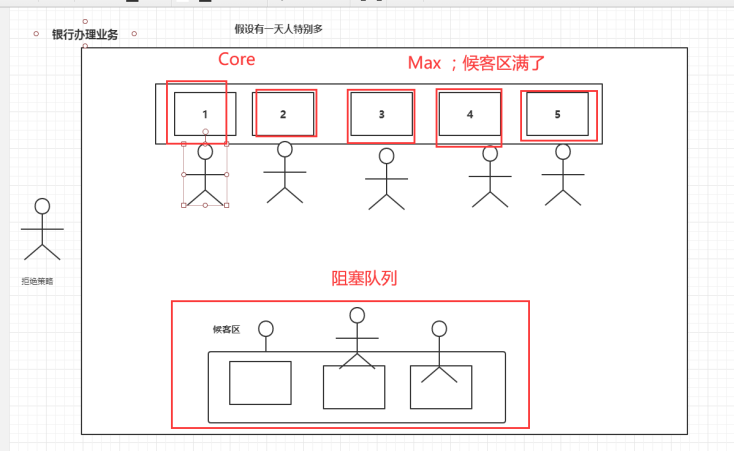 银行办理业务
假设有一天人特别多
Core
Max ；候客区满了
1
2
3
4
5
拒绝策略
阻塞队列
候客区